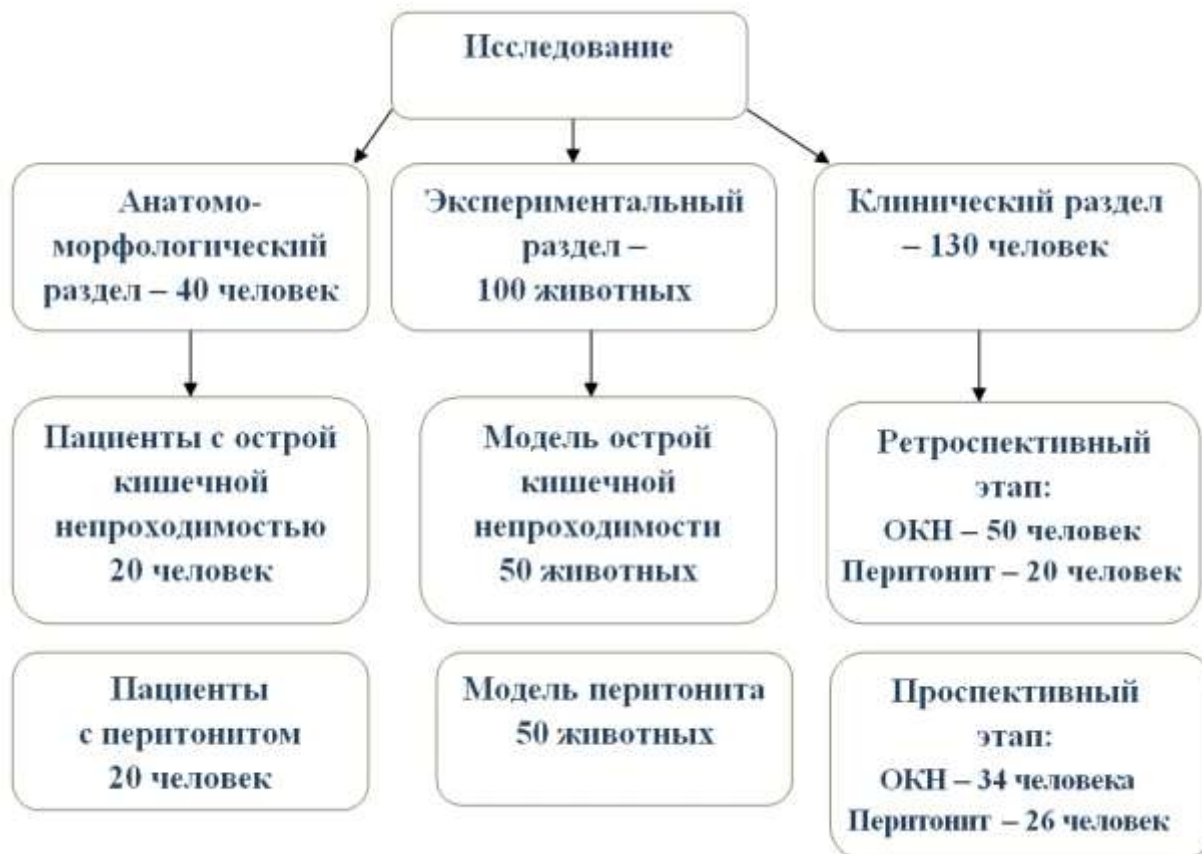 Исследование
Анатомо-
морфологический
раздел – 40 человек
Экспериментальный
раздел –
100 животных
Клинический раздел
– 130 человек
Пациенты с острой
кишечной
непроходимостью
20 человек
Модель острой
кишечной
непроходимости
50 животных
Ретроспективный
этап:
ОКН – 50 человек
Перитонит – 20 человек
Пациенты
с перитонитом
20 человек
Модель перитонита
50 животных
Проспективный
этап:
ОКН – 34 человека
Перитонит – 26 человек